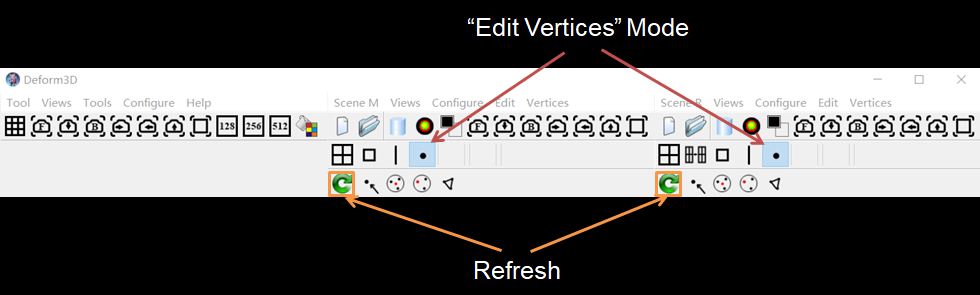 “Edit Vertices” Mode
Deform3D
Tool Views Tools Configure Help Scene M Views Configure Edit Vertices Scene R Views Configure Edit Vertices
F B 128 256 512 F B F B
Refresh